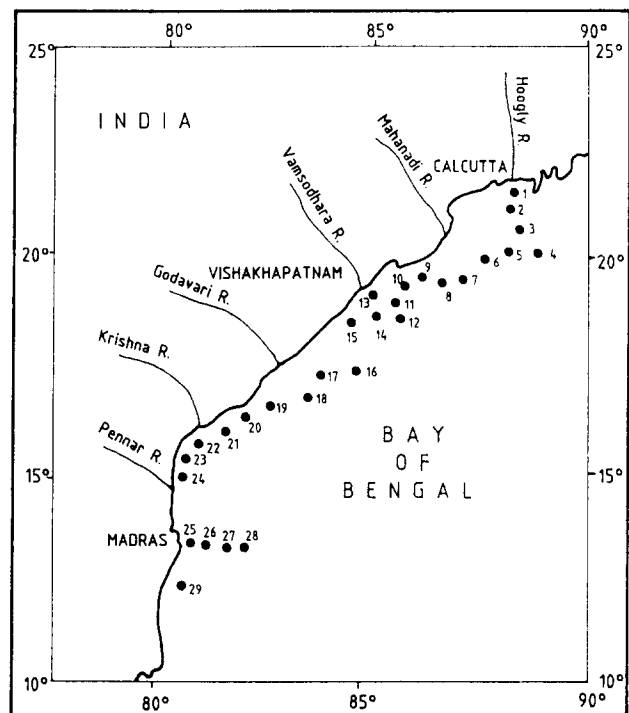 80° 85° 90°
25° 25°
INDIA
Hoogly R.
Mahanadi R.
CALCUTTA
Vamsodhara R.
1
2
3
20° 4 20°
5
6
7
8
9
10
11
12
13
14
15
VISHAKHAPATNAM
Godavari R.
Krishna R.
16
17
18
19
20
21
22
23
24
Pennar R.
15° 15°
BAY
OF
BENGAL
MADRAS
25 26 27 28
29
10° 10°
80° 85° 90°